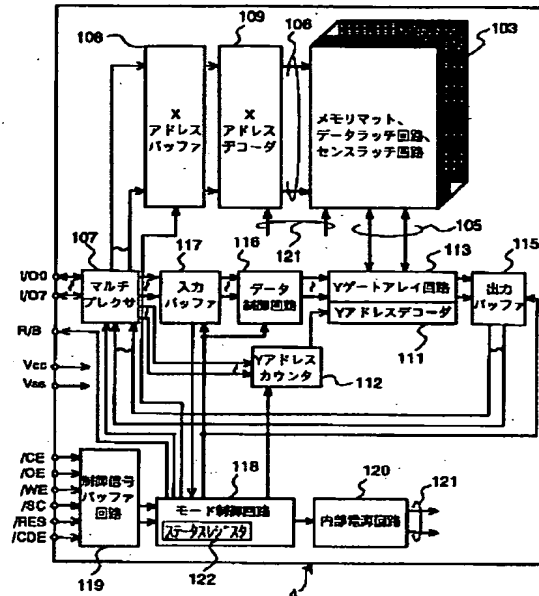 108
109
106
103
X
アドレス
バッファ
X
アドレス
デコーダ
メモリマット、
データラッチ回路、
センスラッチ回路
121
105
107
117
116
113
115
I/O0
I/O7
マルチ
プレクサ
入力
バッファ
データ
制御回路
Yゲートアレイ回路
Yアドレスデコーダ
出力
バッファ
R/B
111
Yアドレス
カウンタ
112
Vcc
Vss
/CE
/OE
/WE
/SC
/RES
/CDE
制御信号
バッファ
回路
118
モード制御回路
ステータスレジスタ
120
内部電源回路
121
119
122